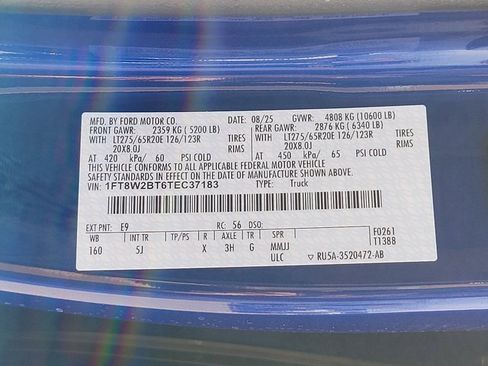 MFD. BY FORD MOTOR CO. DATE: 08/25 GVWR: 4808 KG (10600 LB)
FRONT GAWR: 2359 KG ( 5200 LB) REAR GAWR: 2876 KG ( 6340 LB)
WITH LT275/65R20E 126/123R TIRES WITH LT275/65R20E 126/123R TIRES
20X8.0J RIMS 20X8.0J RIMS
AT 420 kPa/ 60 PSI COLD AT 450 kPa/ 65 PSI COLD
THIS VEHICLE CONFORMS TO ALL APPLICABLE FEDERAL MOTOR VEHICLE
SAFETY STANDARDS IN EFFECT ON THE DATE OF MANUFACTURE SHOWN ABOVE.
VIN: 1FT8W2BT6TEC37183 TYPE: Truck
EXT PNT: E9 RC: 56 DSO: F0261
WB INT TR TP/PS R AXLE TR SPR T1388
160 5J X 3H G MMJJ
ULC ▽ RU5A-3520472-AB